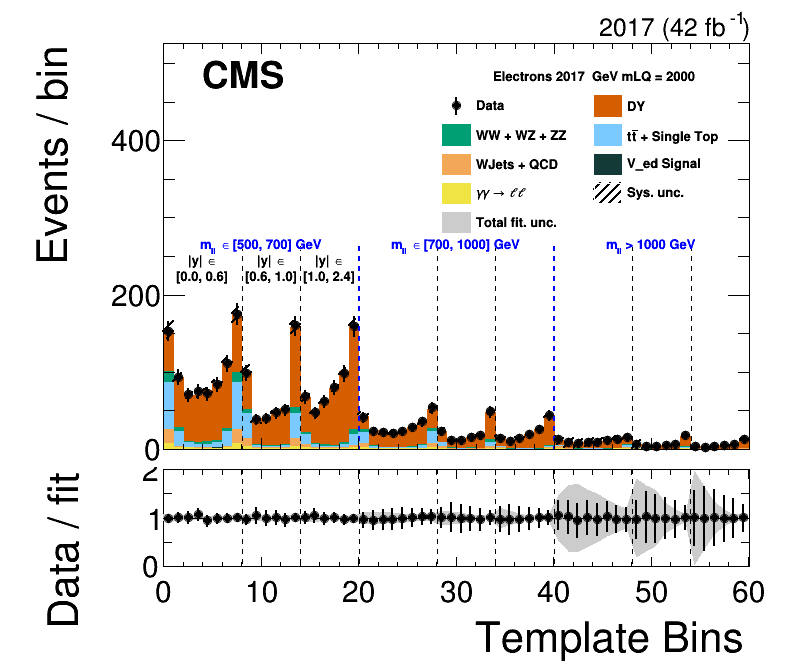 2017 (42 fb⁻¹)
Events / bin
CMS
Electrons 2017 GeV mLQ = 2000
Data
DY
WW + WZ + ZZ
tt̅ + Single Top
WJets + QCD
V_ed Signal
γγ → ℓℓ
Sys. unc.
Total fit. unc.
m_ll ∈ [500, 700] GeV
m_ll ∈ [700, 1000] GeV
m_ll > 1000 GeV
|y| ∈
[0.0, 0.6]
|y| ∈
[0.6, 1.0]
|y| ∈
[1.0, 2.4]
400
200
0
Data / fit
2
1
0
0 10 20 30 40 50 60
Template Bins